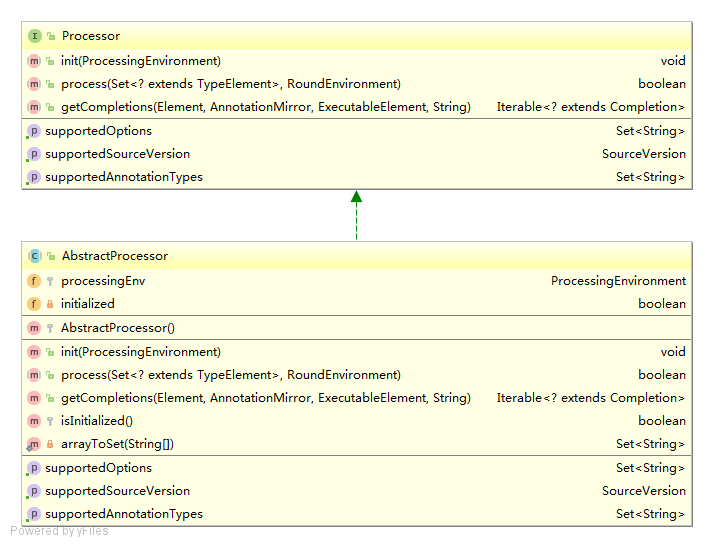 Processor
init(ProcessingEnvironment) void
process(Set<? extends TypeElement>, RoundEnvironment) boolean
getCompletions(Element, AnnotationMirror, ExecutableElement, String) Iterable<? extends Completion>
supportedOptions Set<String>
supportedSourceVersion SourceVersion
supportedAnnotationTypes Set<String>
AbstractProcessor
processingEnv ProcessingEnvironment
initialized boolean
AbstractProcessor()
init(ProcessingEnvironment) void
process(Set<? extends TypeElement>, RoundEnvironment) boolean
getCompletions(Element, AnnotationMirror, ExecutableElement, String) Iterable<? extends Completion>
isInitialized() boolean
arrayToSet(String[]) Set<String>
supportedOptions Set<String>
supportedSourceVersion SourceVersion
supportedAnnotationTypes Set<String>
Powered by yFiles